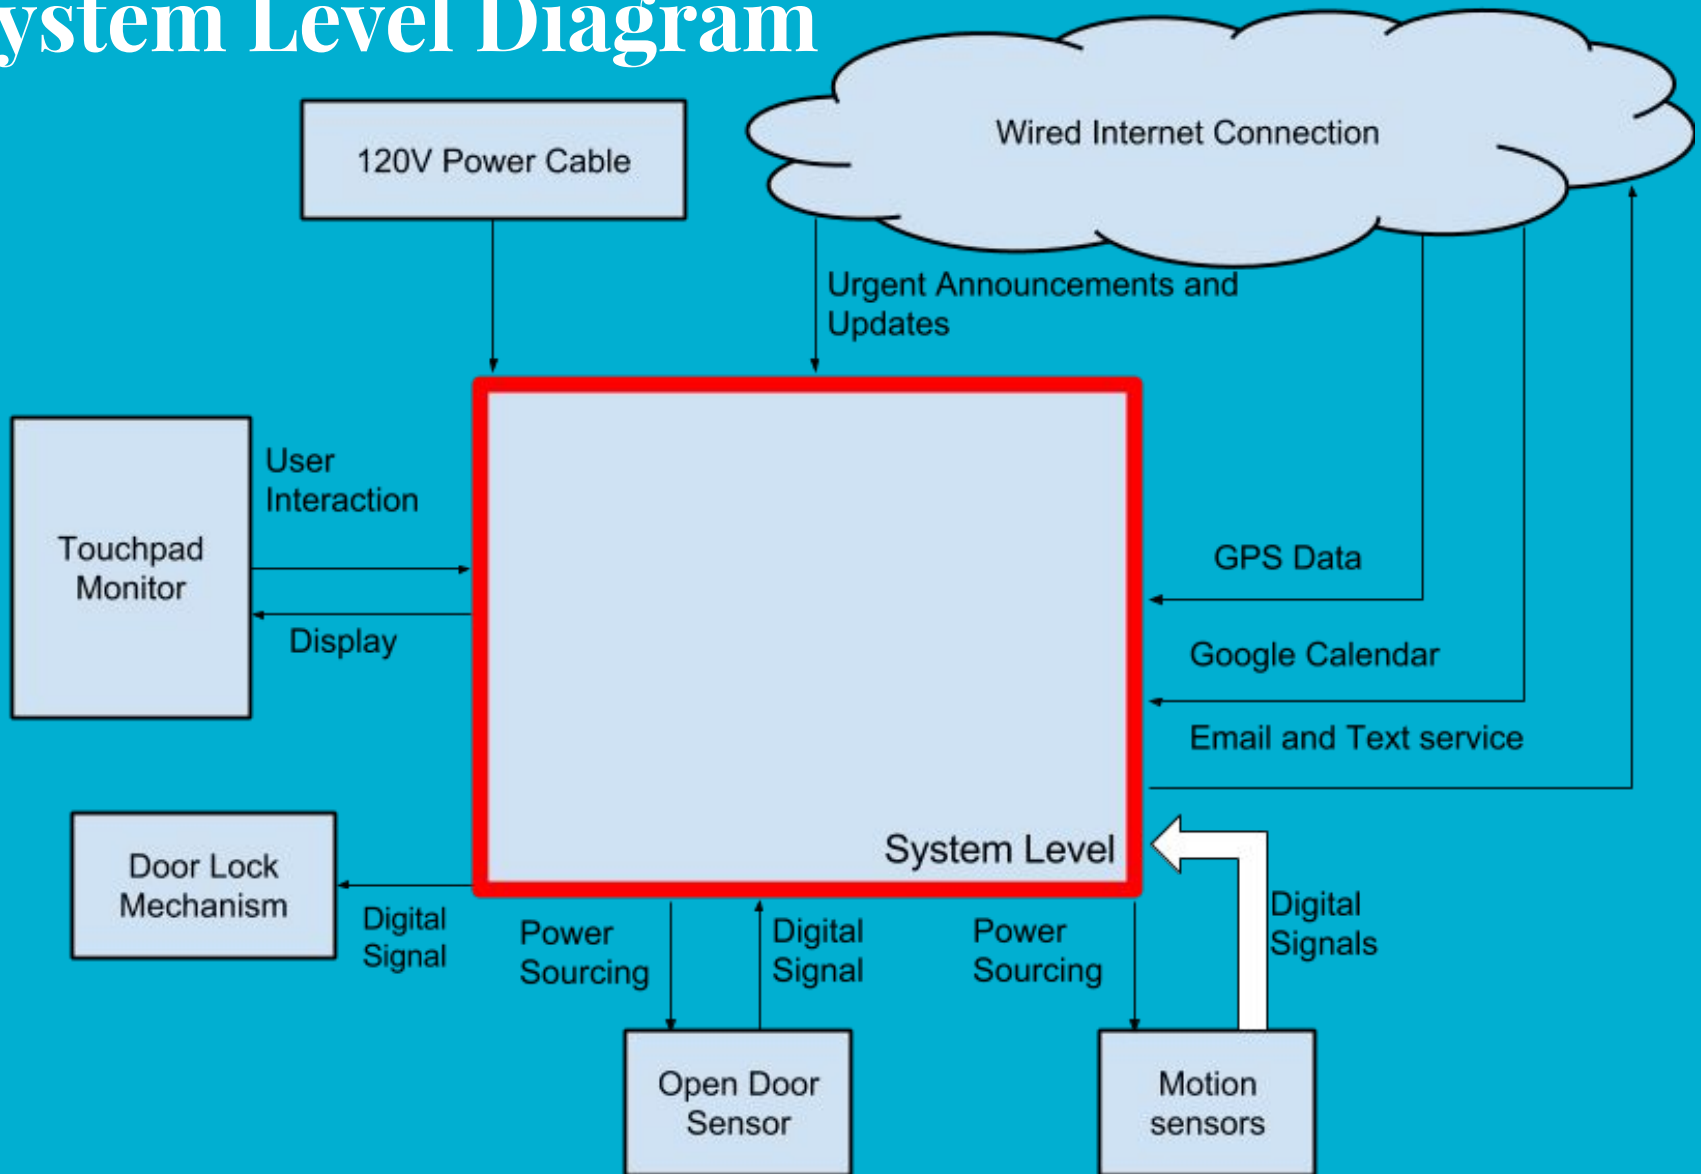 ystem Level Diagram
120V Power Cable
Wired Internet Connection
Urgent Announcements and
Updates
User
Interaction
Touchpad
Monitor
Display
GPS Data
Google Calendar
Email and Text service
System Level
Door Lock
Mechanism
Digital
Signal
Power
Sourcing
Digital
Signal
Power
Sourcing
Digital
Signals
Open Door
Sensor
Motion
sensors